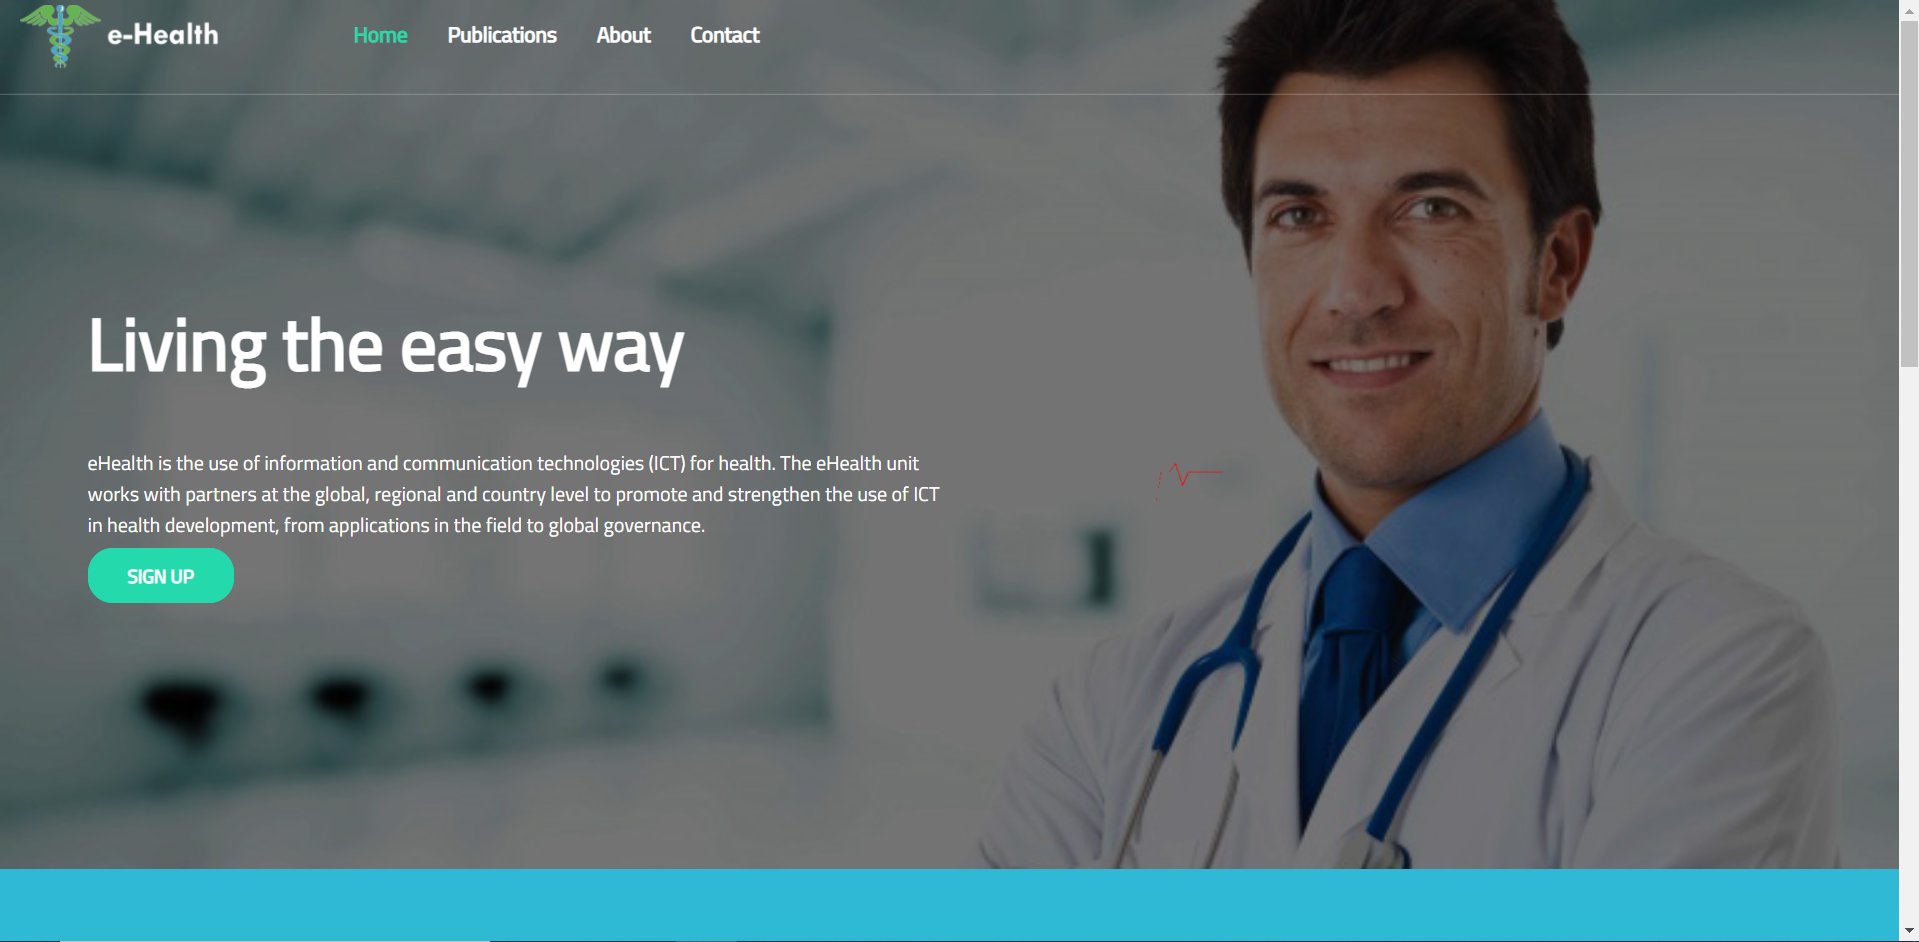 e-Health
Home Publications About Contact
Living the easy way
eHealth is the use of information and communication technologies (ICT) for health. The eHealth unit
works with partners at the global, regional and country level to promote and strengthen the use of ICT
in health development, from applications in the field to global governance.
SIGN UP